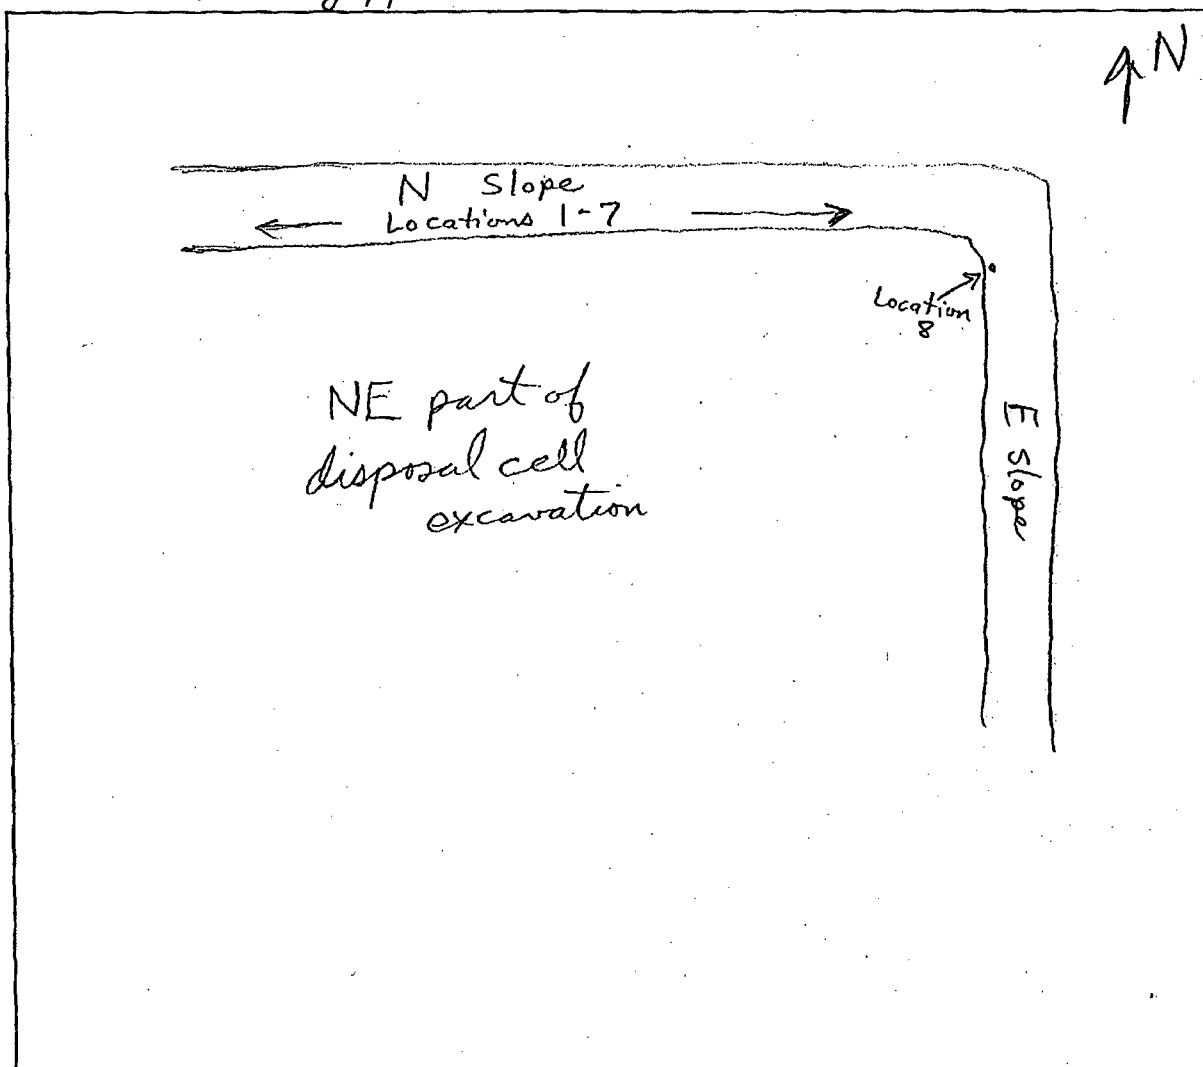 N
N Slope
Locations 1-7
Location
8
NE part of
disposal cell
excavation
E Slope